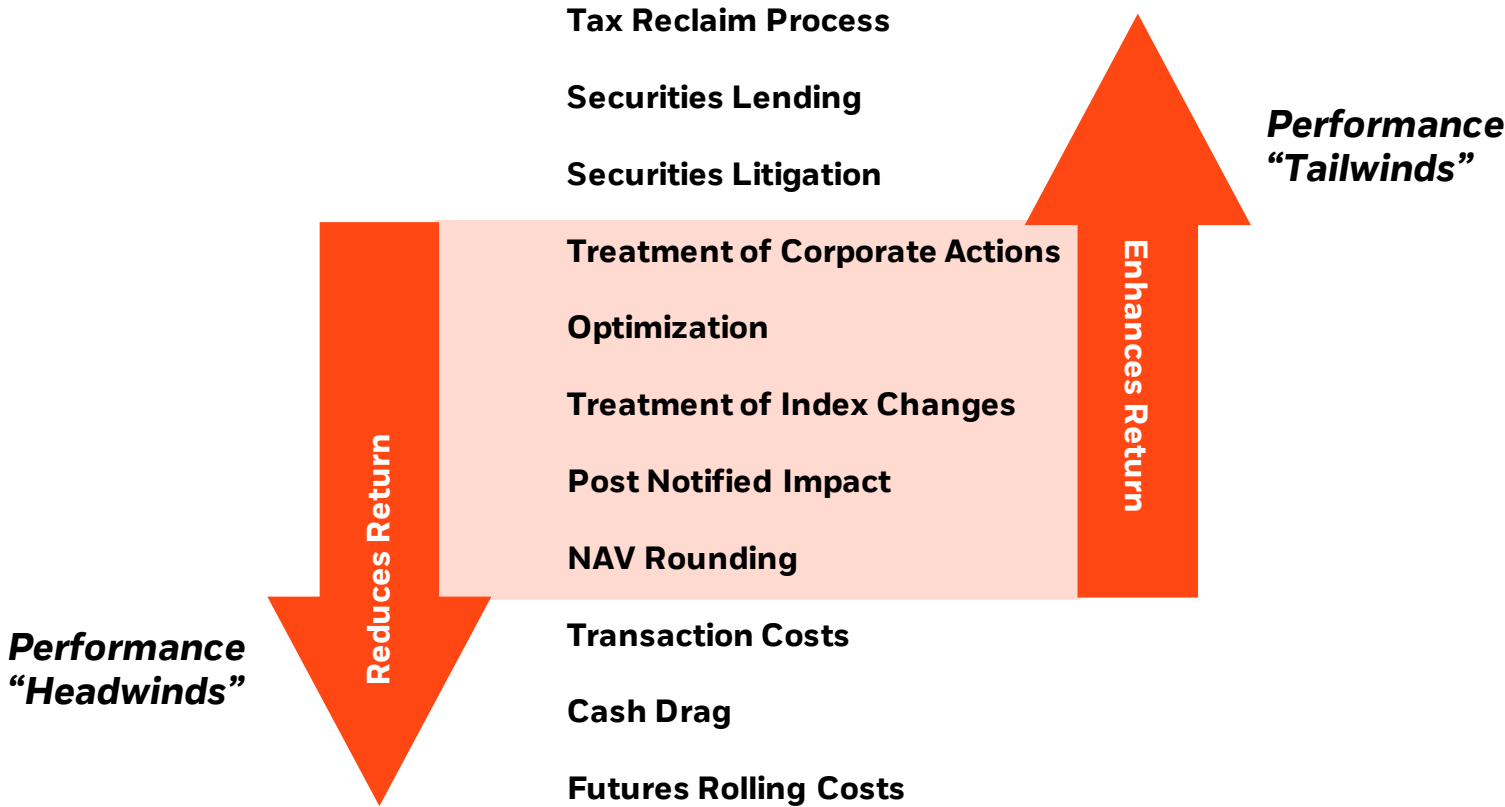 Tax Reclaim Process
Securities Lending
Performance
“Tailwinds”
Securities Litigation
Treatment of Corporate Actions
Enhances Return
Optimization
Treatment of Index Changes
Reduces Return
Post Notified Impact
NAV Rounding
Performance
“Headwinds”
Transaction Costs
Cash Drag
Futures Rolling Costs